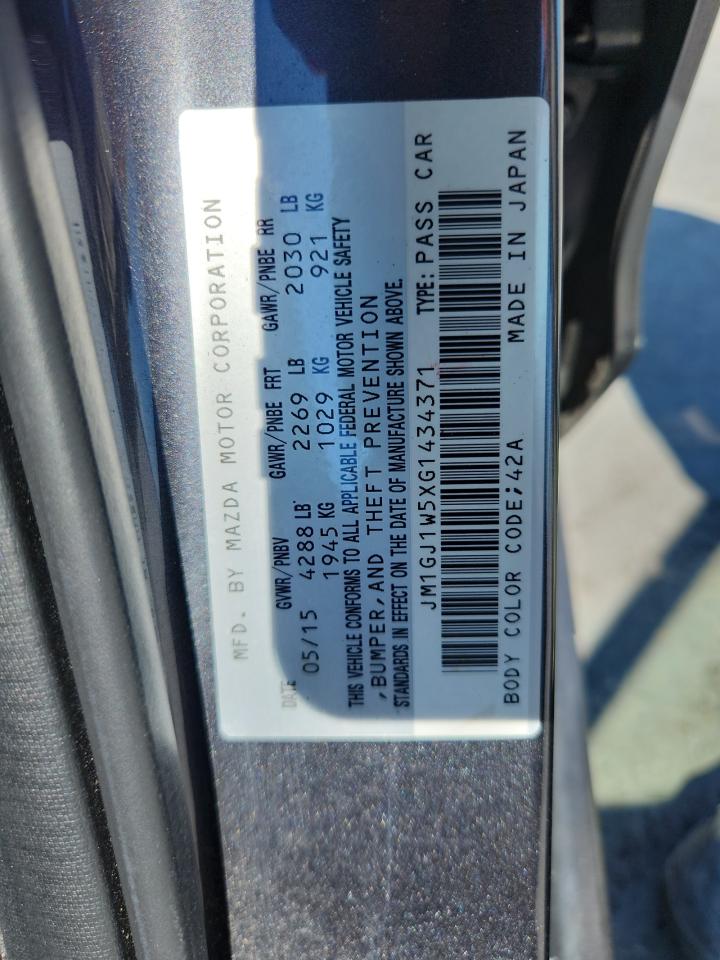 MFD. BY MAZDA MOTOR CORPORATION
DATE GVWR/PNBV GAWR/PNBE FRT GAWR/PNBE RR
05/15 4288 LB 2269 LB 2030 LB
1945 KG 1029 KG 921 KG
THIS VEHICLE CONFORMS TO ALL APPLICABLE FEDERAL MOTOR VEHICLE SAFETY
,BUMPER,AND THEFT PREVENTION
STANDARDS IN EFFECT ON THE DATE OF MANUFACTURE SHOWN ABOVE.
JM1GJ1W5XG1434371 TYPE: PASS CAR
BODY COLOR CODE;42A MADE IN JAPAN